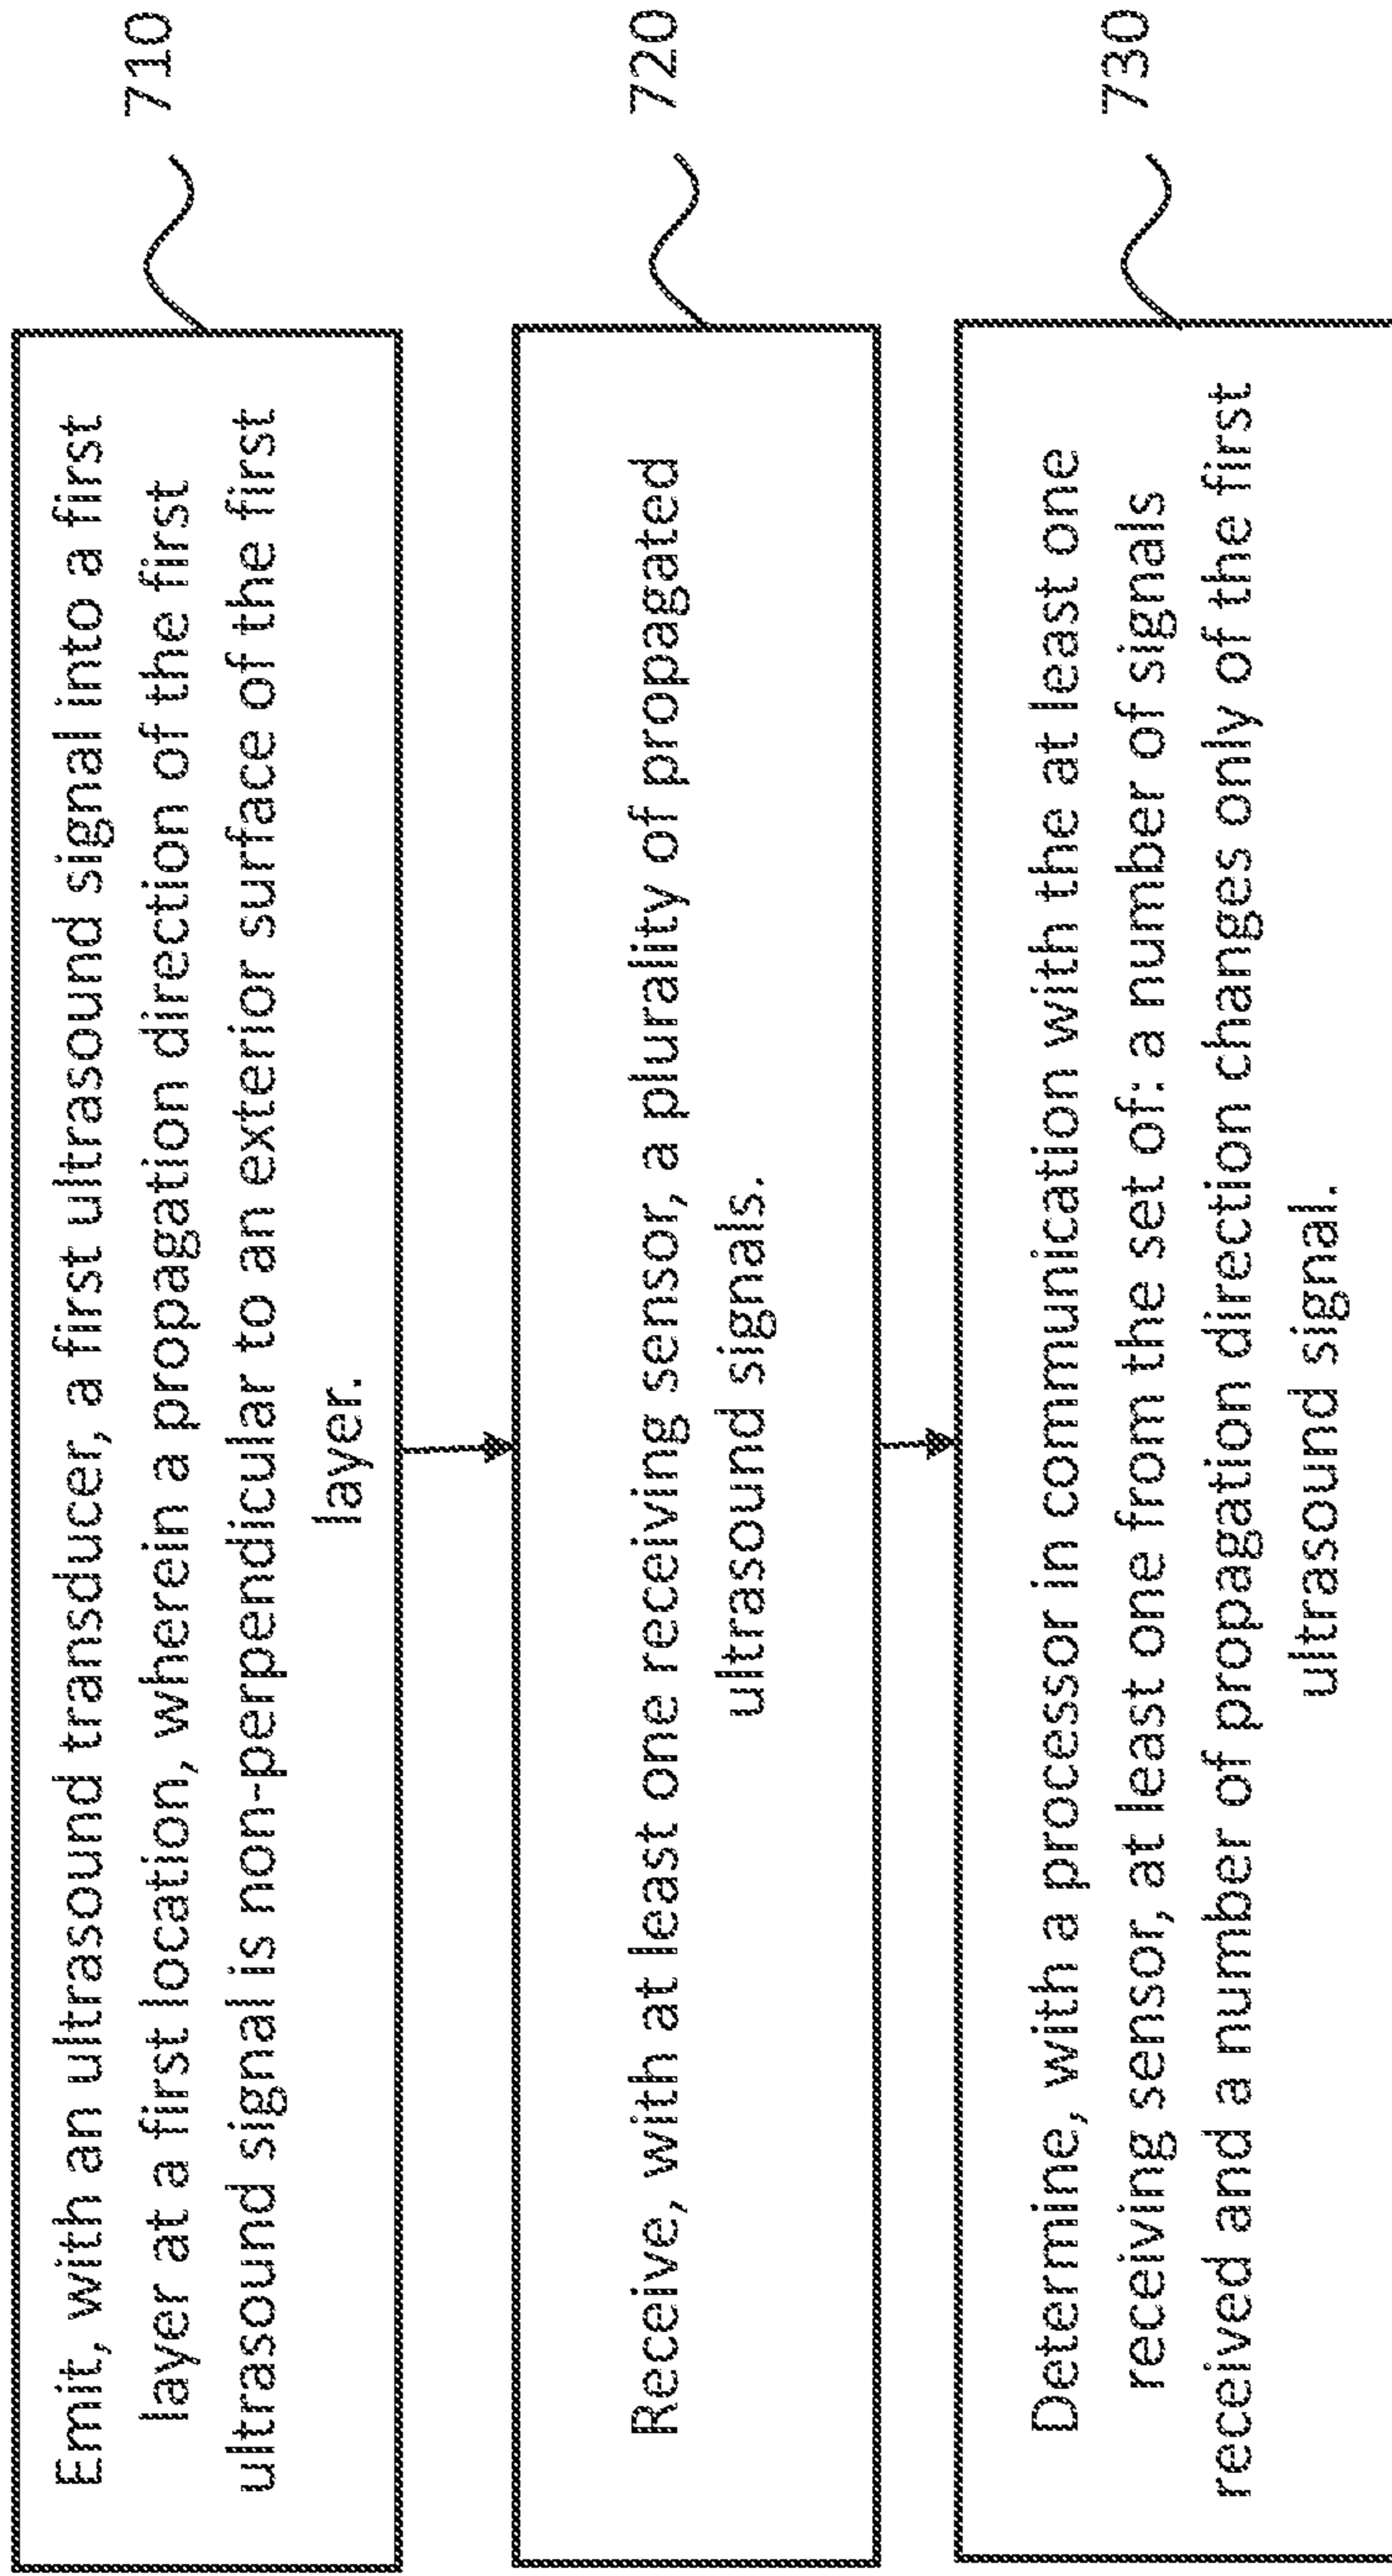 Emit, with an ultrasound transducer, a first ultrasound signal into a first
layer at a first location, wherein a propagation direction of the first
ultrasound signal is non-perpendicular to an exterior surface of the first
layer.
710
Receive, with at least one receiving sensor, a plurality of propagated
ultrasound signals.
720
Determine, with a processor in communication with the at least one
receiving sensor, at least one from the set of: a number of signals
received and a number of propagation direction changes only of the first
ultrasound signal.
730